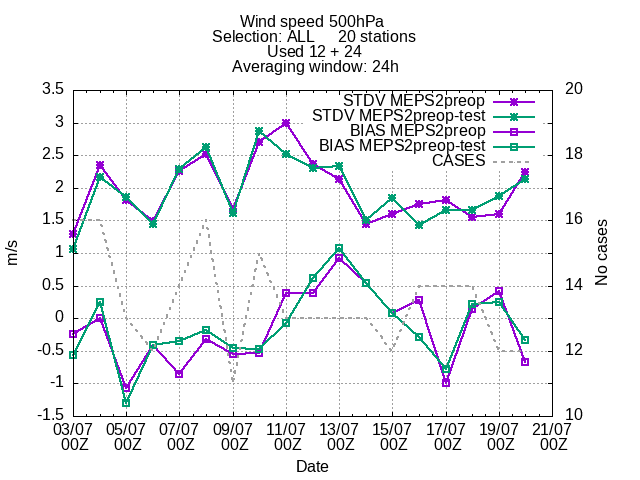 Wind speed 500hPa
Selection: ALL 20 stations
Used 12 + 24
Averaging window: 24h
3.5
3
2.5
2
1.5
1
0.5
0
-0.5
-1
-1.5
m/s
20
18
16
14
12
10
No cases
STDV MEPS2preop
STDV MEPS2preop-test
BIAS MEPS2preop
BIAS MEPS2preop-test
CASES
03/07 05/07 07/07 09/07 11/07 13/07 15/07 17/07 19/07 21/07
00Z 00Z 00Z 00Z 00Z 00Z 00Z 00Z 00Z 00Z
Date